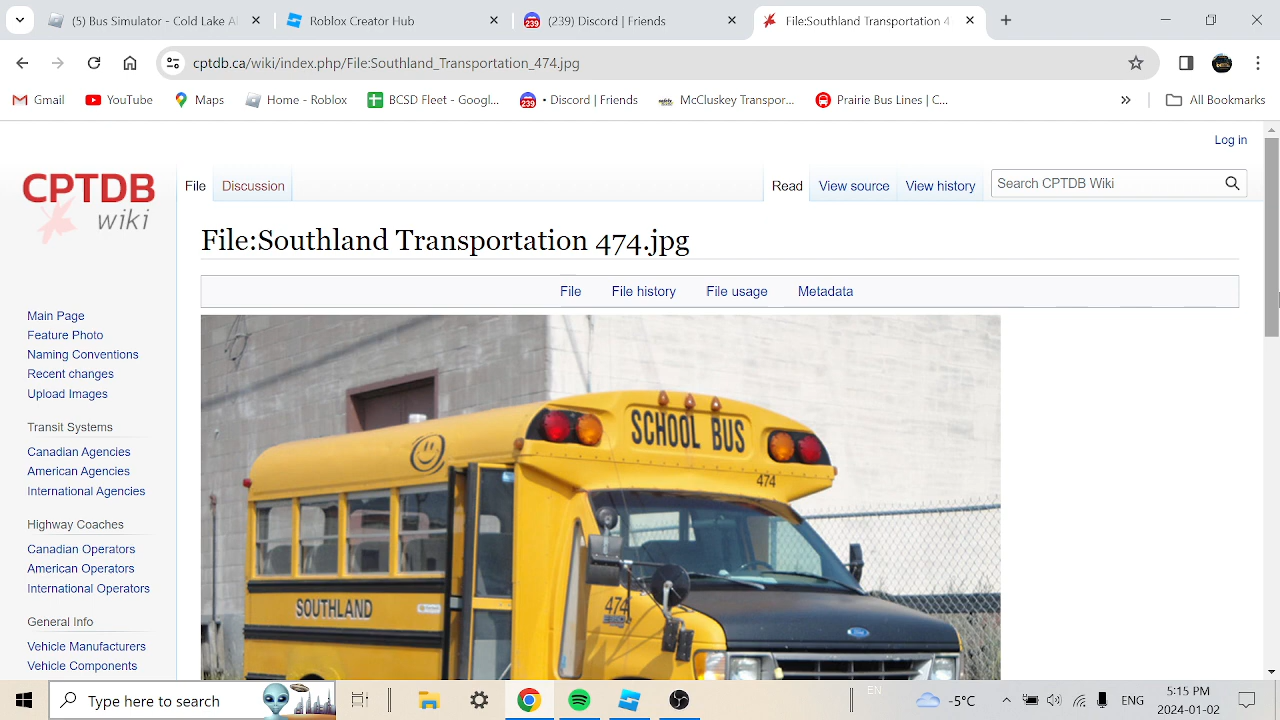 (5) Bus Simulator - Cold Lake A
Roblox Creator Hub
(239) Discord | Friends
File:Southland Transportation 4
cptdb.ca/wiki/index.php/File:Southland_Transportation_474.jpg
Gmail
YouTube
Maps
Home - Roblox
BCSD Fleet - Googl...
239
• Discord | Friends
McCluskey Transpor...
Prairie Bus Lines | C...
»
All Bookmarks
Log in
CPTDB
wiki
File
Discussion
Read
View source
View history
Search CPTDB Wiki
File:Southland Transportation 474.jpg
File
File history
File usage
Metadata
Main Page
Feature Photo
Naming Conventions
Recent changes
Upload Images
Transit Systems
Canadian Agencies
American Agencies
International Agencies
Highway Coaches
Canadian Operators
American Operators
International Operators
General Info
Vehicle Manufacturers
Vehicle Components
SCHOOL BUS
474
SOUTHLAND
474
Ford
Type here to search
EN
-5°C
ENG
5:15 PM
2024-01-02